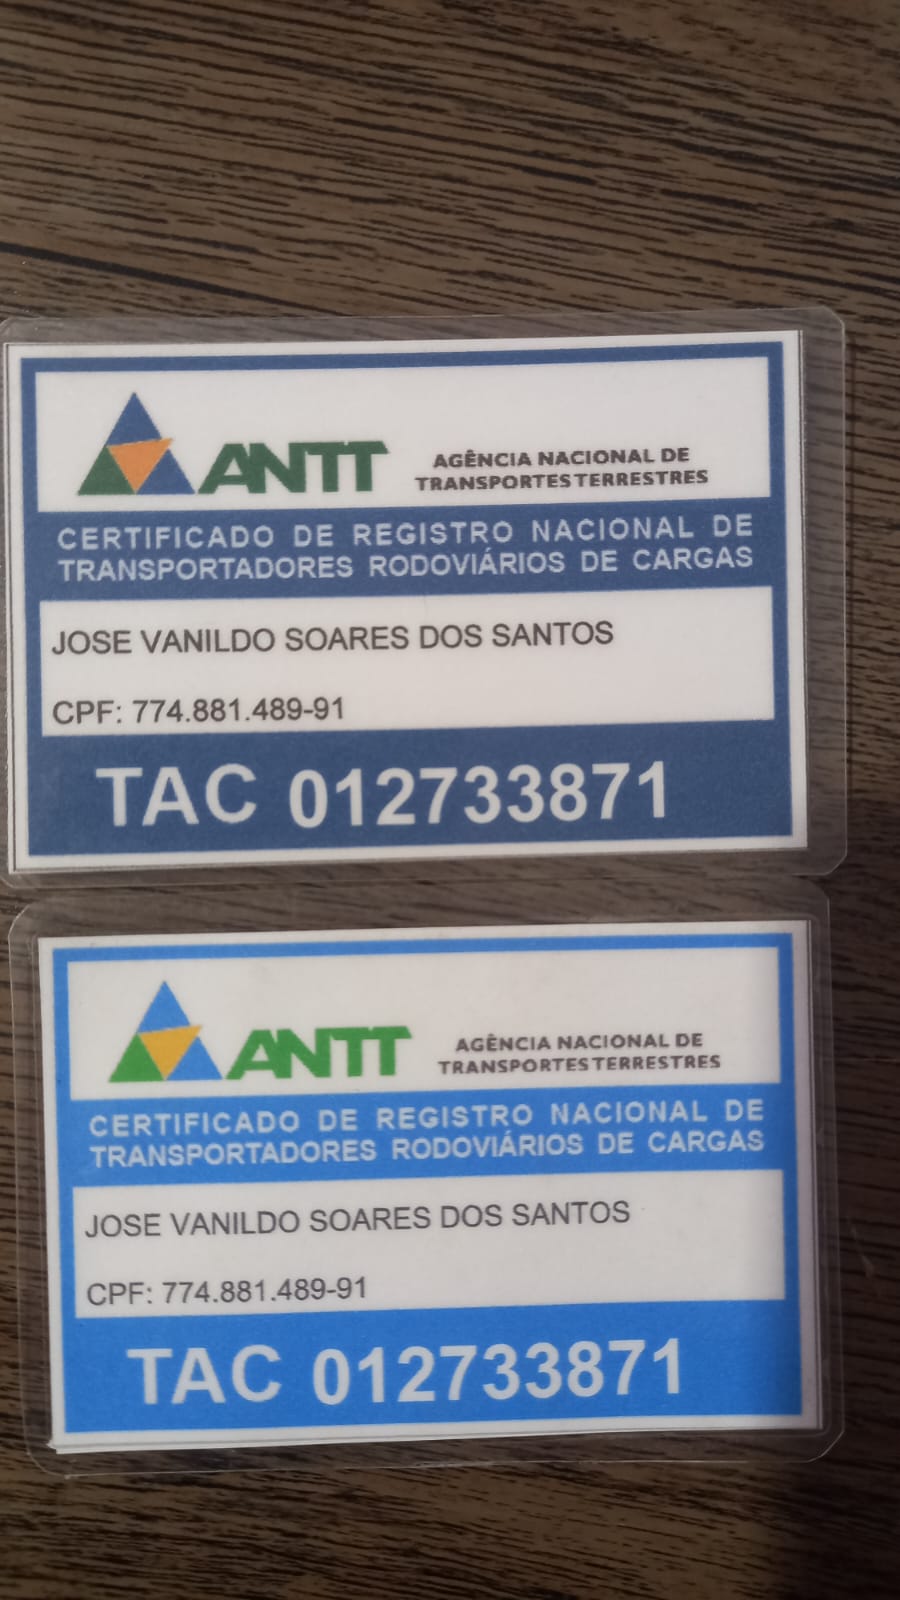 ANTT
AGÊNCIA NACIONAL DE
TRANSPORTES TERRESTRES
CERTIFICADO DE REGISTRO NACIONAL DE
TRANSPORTADORES RODOVIÁRIOS DE CARGAS
JOSE VANILDO SOARES DOS SANTOS
CPF: 774.881.489-91
TAC 012733871
ANTT
AGÊNCIA NACIONAL DE
TRANSPORTES TERRESTRES
CERTIFICADO DE REGISTRO NACIONAL DE
TRANSPORTADORES RODOVIÁRIOS DE CARGAS
JOSE VANILDO SOARES DOS SANTOS
CPF: 774.881.489-91
TAC 012733871